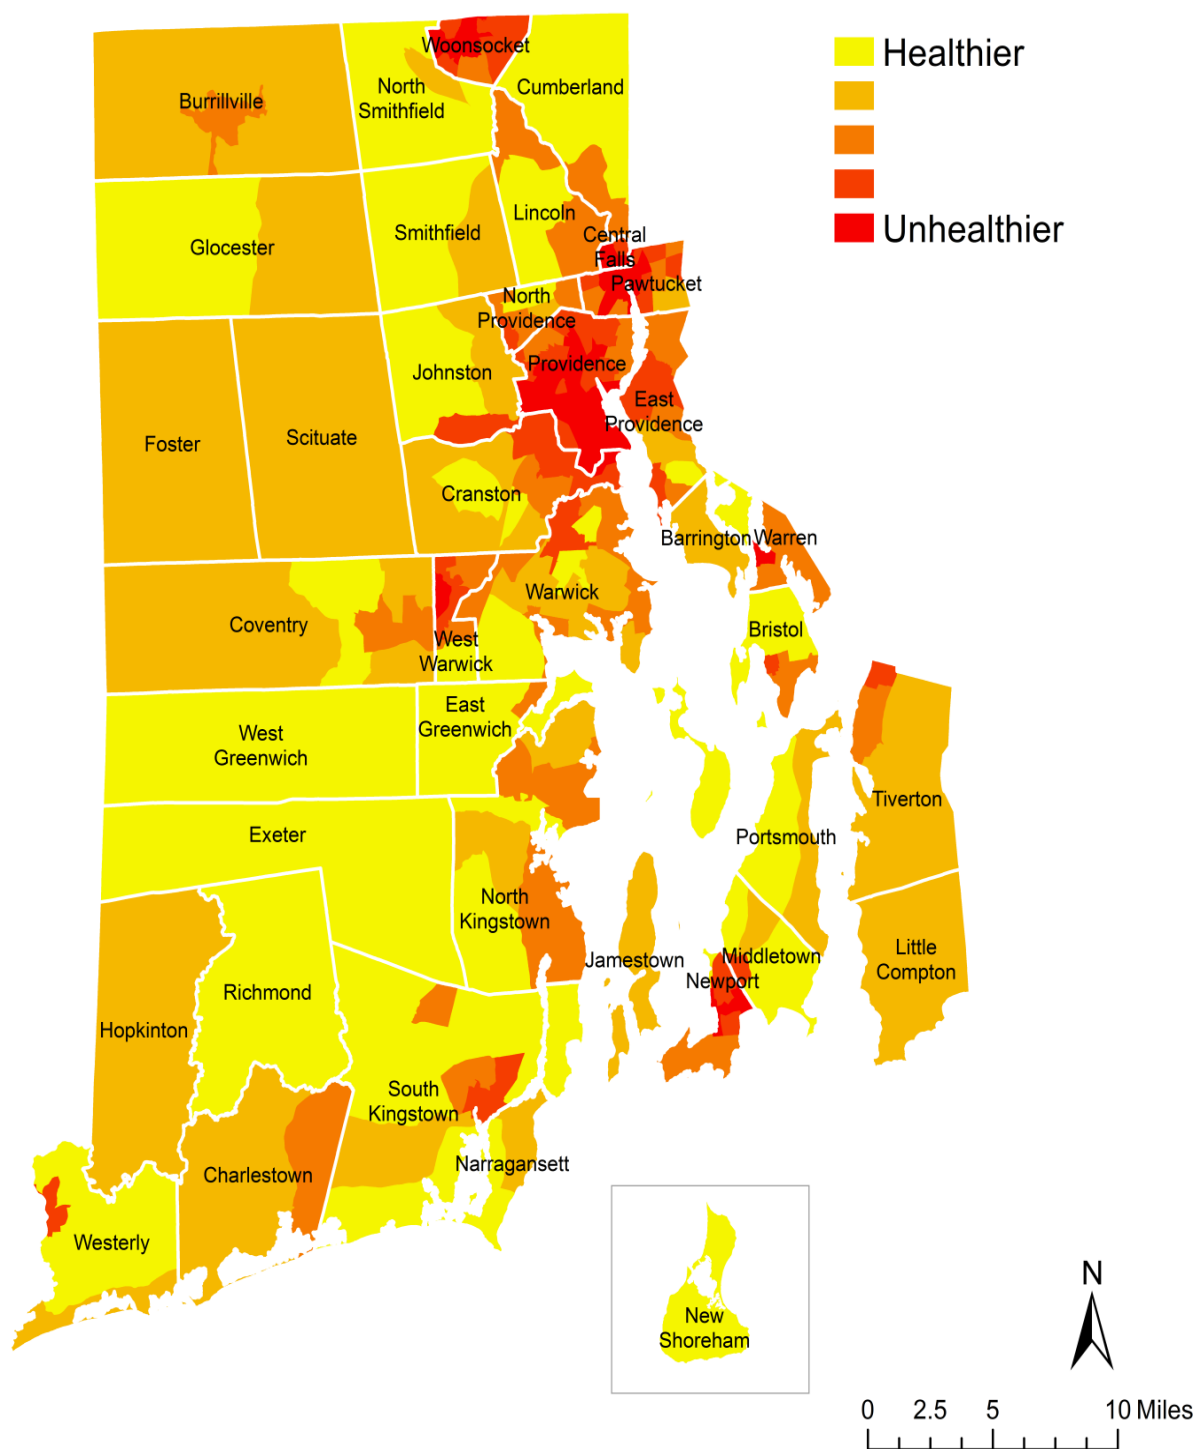 Woonsocket
Healthier
North
Smithfield
Cumberland
Burrillville
Lincoln
Smithfield
Glocester
Unhealthier
Central
Falls
Pawtucket
North
Providence
Providence
Johnston
East
Providence
Foster
Scituate
Cranston
Barrington
Warren
Warwick
Coventry
West
Warwick
Bristol
East
Greenwich
West
Greenwich
Tiverton
Exeter
Portsmouth
North
Kingstown
Little
Compton
Jamestown
Middletown
Newport
Richmond
Hopkinton
South
Kingstown
Narragansett
Charlestown
Westerly
New
Shoreham
N
0 2.5 5 10 Miles